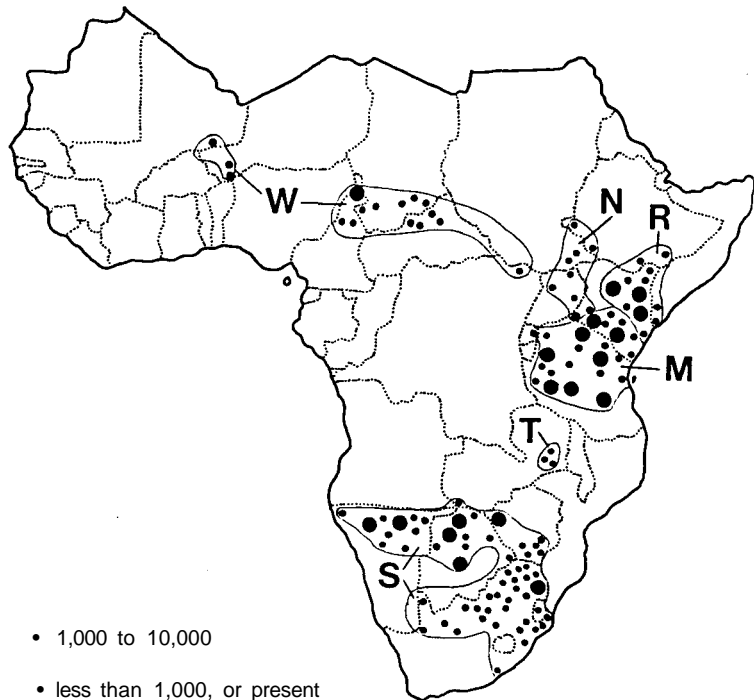 N
R
W
M
T
S
• 1,000 to 10,000
• less than 1,000, or present